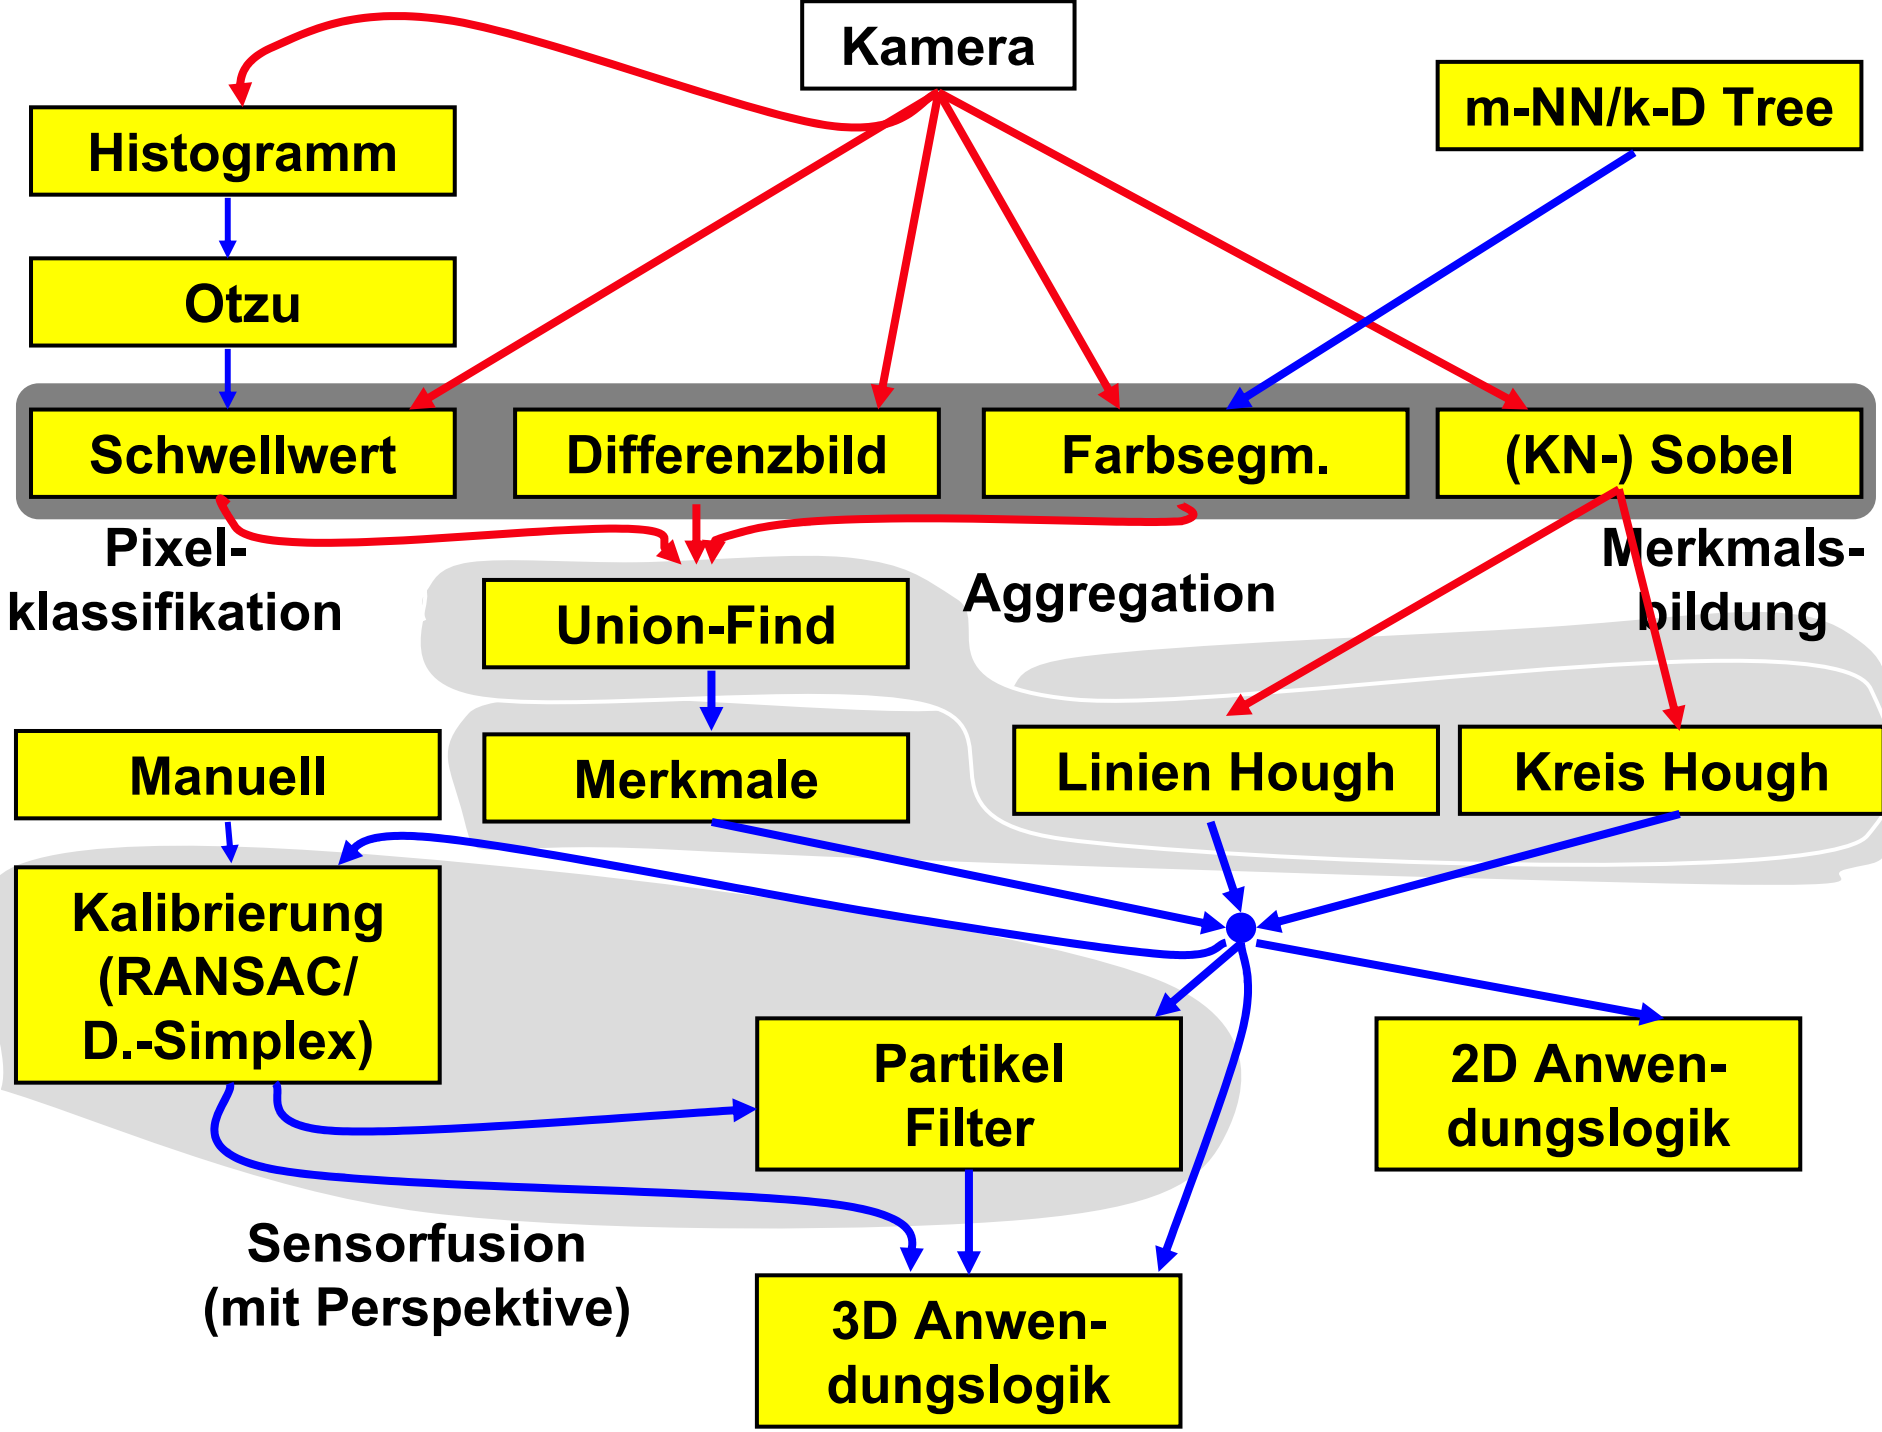 Kamera
m-NN/k-D Tree
Histogramm
Otzu
Schwellwert
Differenzbild
Farbsegm.
(KN-) Sobel
Pixel-
klassifikation
Aggregation
Merkmals-
bildung
Union-Find
Manuell
Merkmale
Linien Hough
Kreis Hough
Kalibrierung
(RANSAC/
D.-Simplex)
Partikel
Filter
2D Anwen-
dungslogik
Sensorfusion
(mit Perspektive)
3D Anwen-
dungslogik